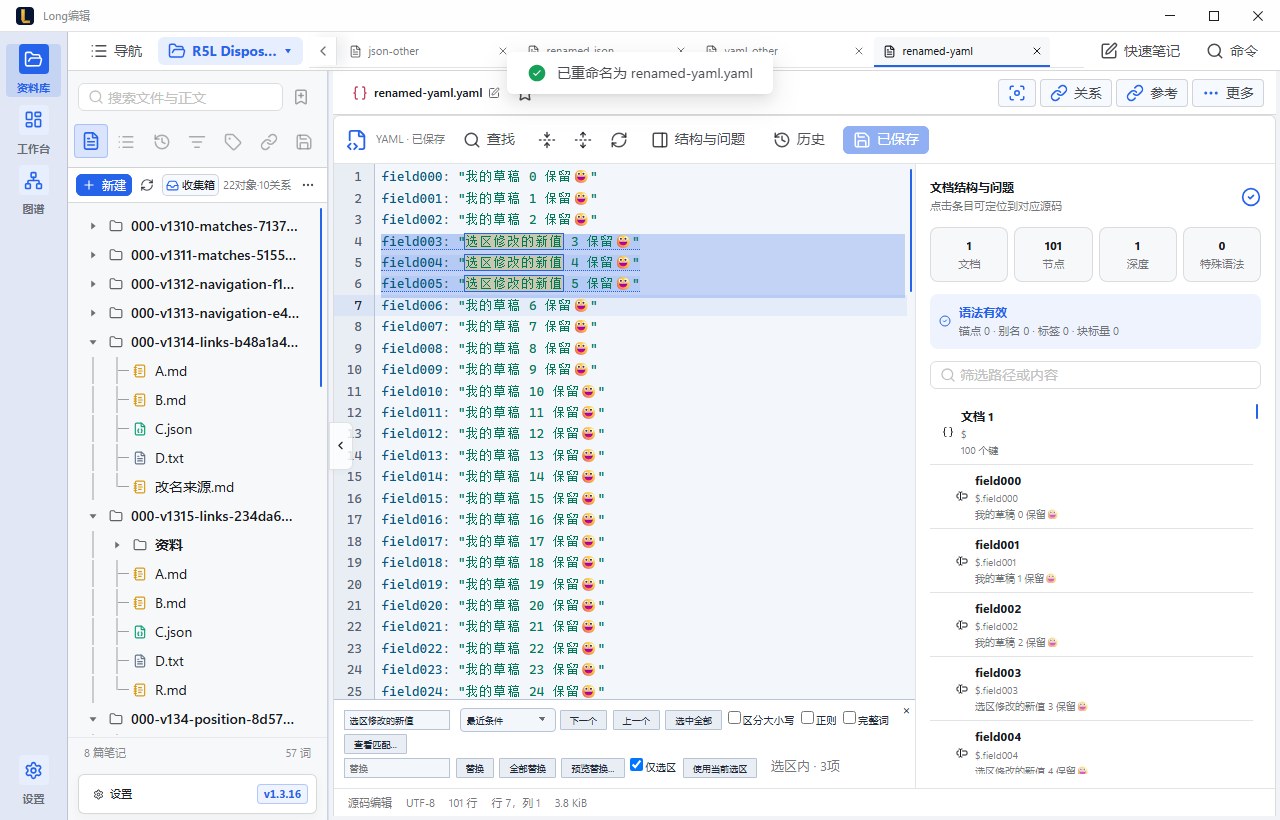 Long编辑
导航
R5L Dispos...
json-other
renamed-json
yaml-other
renamed-yaml
快速笔记
命令
已重命名为 renamed-yaml.yaml
资料库
工作台
图谱
设置
搜索文件与正文
新建
收集箱
22对象·10关系
000-v1310-matches-7137...
000-v1311-matches-5155...
000-v1312-navigation-f1...
000-v1313-navigation-e4...
000-v1314-links-b48a1a4...
A.md
B.md
C.json
D.txt
改名来源.md
000-v1315-links-234da6...
资料
A.md
B.md
C.json
D.txt
R.md
000-v134-position-8d57...
8 篇笔记
57 词
设置
v1.3.16
renamed-yaml.yaml
关系
参考
更多
YAML · 已保存
查找
结构与问题
历史
已保存
1 field000: "我的草稿 0 保留😀"
2 field001: "我的草稿 1 保留😀"
3 field002: "我的草稿 2 保留😀"
4 field003: "选区修改的新值 3 保留😀"
5 field004: "选区修改的新值 4 保留😀"
6 field005: "选区修改的新值 5 保留😀"
7 field006: "我的草稿 6 保留😀"
8 field007: "我的草稿 7 保留😀"
9 field008: "我的草稿 8 保留😀"
10 field009: "我的草稿 9 保留😀"
11 field010: "我的草稿 10 保留😀"
12 field011: "我的草稿 11 保留😀"
13 field012: "我的草稿 12 保留😀"
14 field013: "我的草稿 13 保留😀"
15 field014: "我的草稿 14 保留😀"
16 field015: "我的草稿 15 保留😀"
17 field016: "我的草稿 16 保留😀"
18 field017: "我的草稿 17 保留😀"
19 field018: "我的草稿 18 保留😀"
20 field019: "我的草稿 19 保留😀"
21 field020: "我的草稿 20 保留😀"
22 field021: "我的草稿 21 保留😀"
23 field022: "我的草稿 22 保留😀"
24 field023: "我的草稿 23 保留😀"
25 field024: "我的草稿 24 保留😀"
选区修改的新值
最近条件
下一个
上一个
选中全部
区分大小写
正则
完整词
×
查看匹配...
替换
替换
全部替换
预览替换...
仅选区
使用当前选区
选区内 · 3项
源码编辑
UTF-8
101 行
行 7，列 1
3.8 KiB
文档结构与问题
点击条目可定位到对应源码
1
文档
101
节点
1
深度
0
特殊语法
语法有效
锚点 0 · 别名 0 · 标签 0 · 块标量 0
筛选路径或内容
文档 1
$
100 个键
field000
$.field000
我的草稿 0 保留😀
field001
$.field001
我的草稿 1 保留😀
field002
$.field002
我的草稿 2 保留😀
field003
$.field003
选区修改的新值 3 保留😀
field004
$.field004
选区修改的新值 4 保留😀